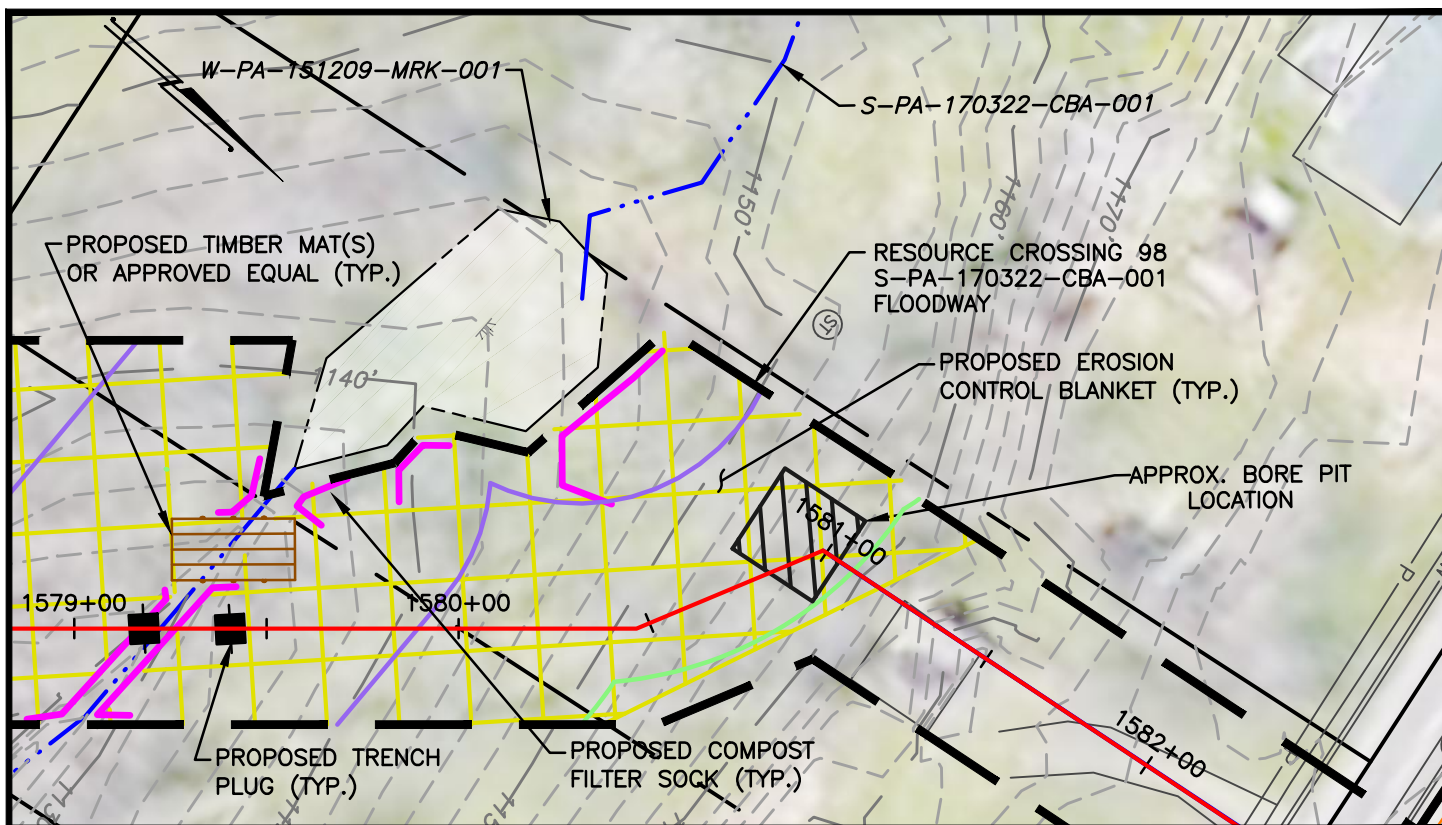 W-PA-151209-MRK-001
S-PA-170322-CBA-001
1150'
1160'
1170'
PROPOSED TIMBER MAT(S)
OR APPROVED EQUAL (TYP.)
RESOURCE CROSSING 98
S-PA-170322-CBA-001
FLOODWAY
ST
1140'
PROPOSED EROSION
CONTROL BLANKET (TYP.)
APPROX. BORE PIT
LOCATION
1581+00
1579+00
1580+00
P
1582+00
PROPOSED TRENCH
PLUG (TYP.)
PROPOSED COMPOST
FILTER SOCK (TYP.)